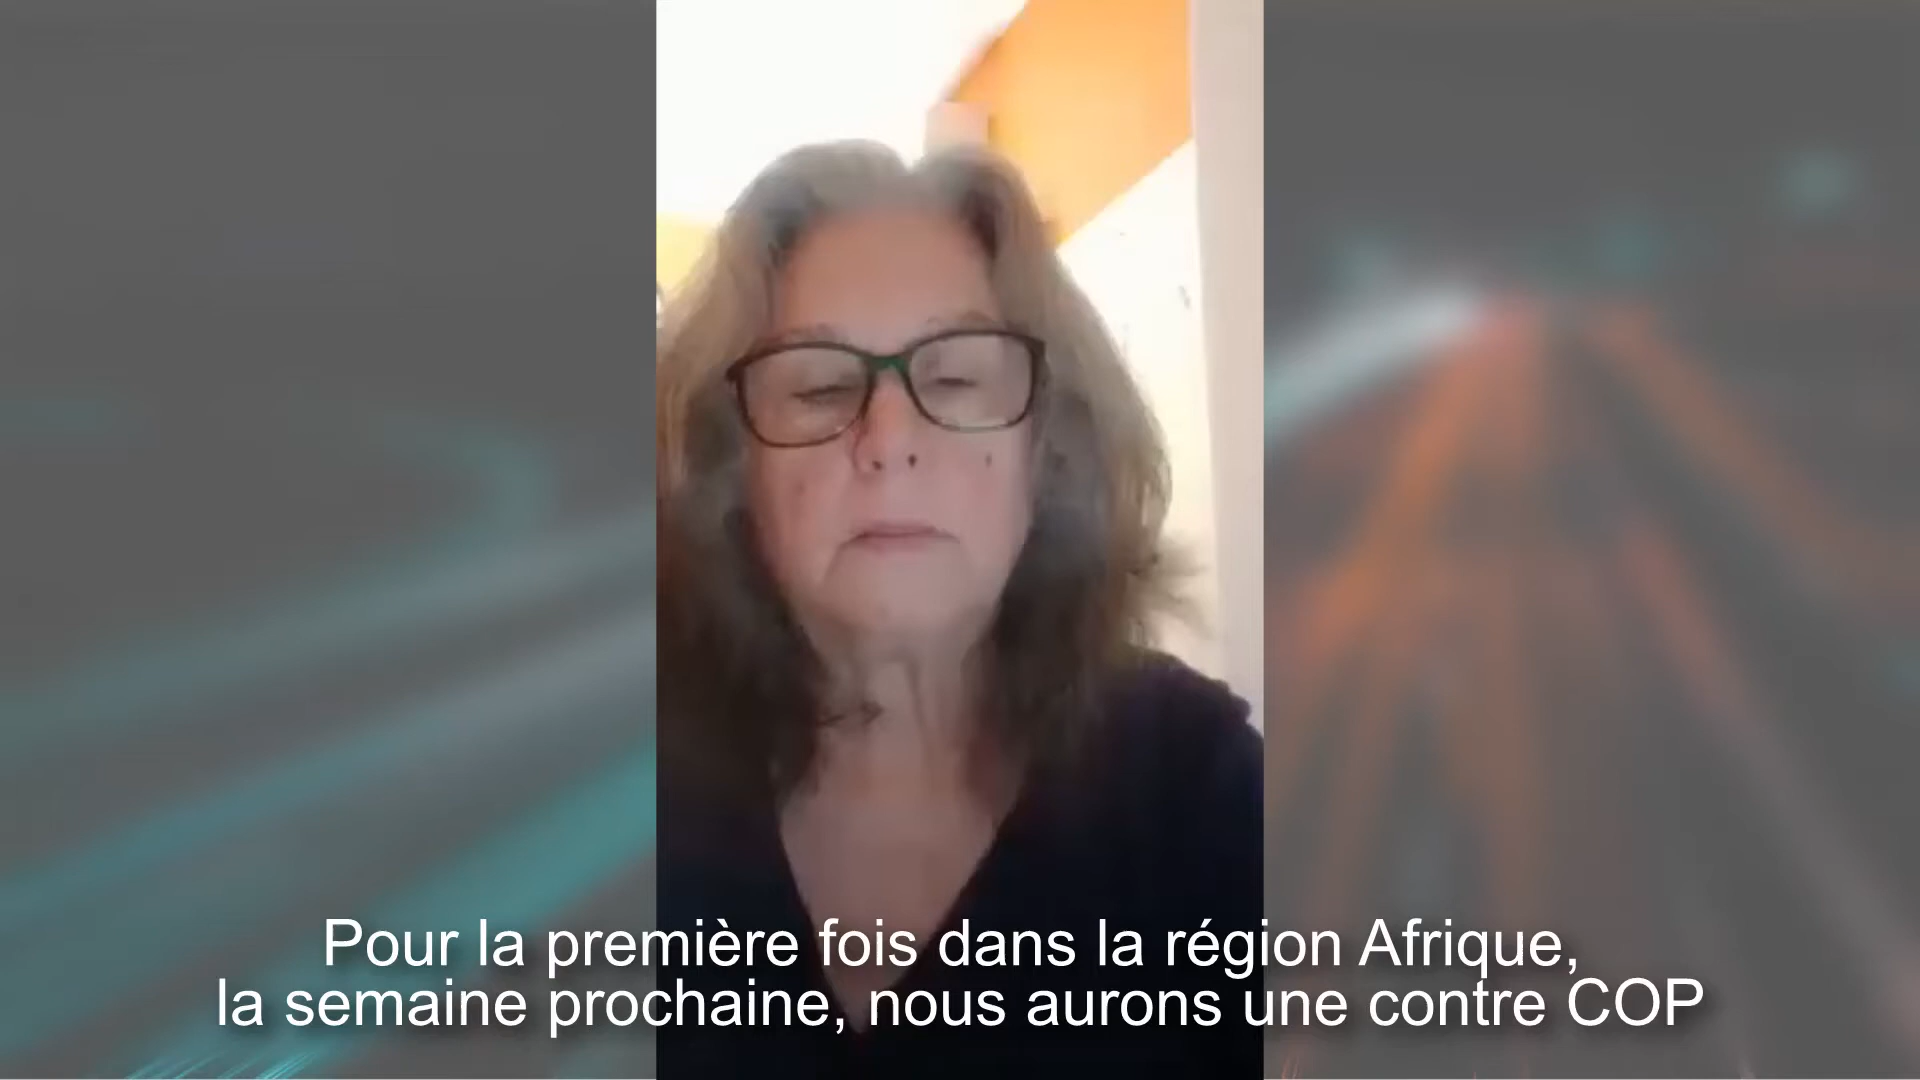 Pour la première fois dans la région Afrique,
la semaine prochaine, nous aurons une contre COP